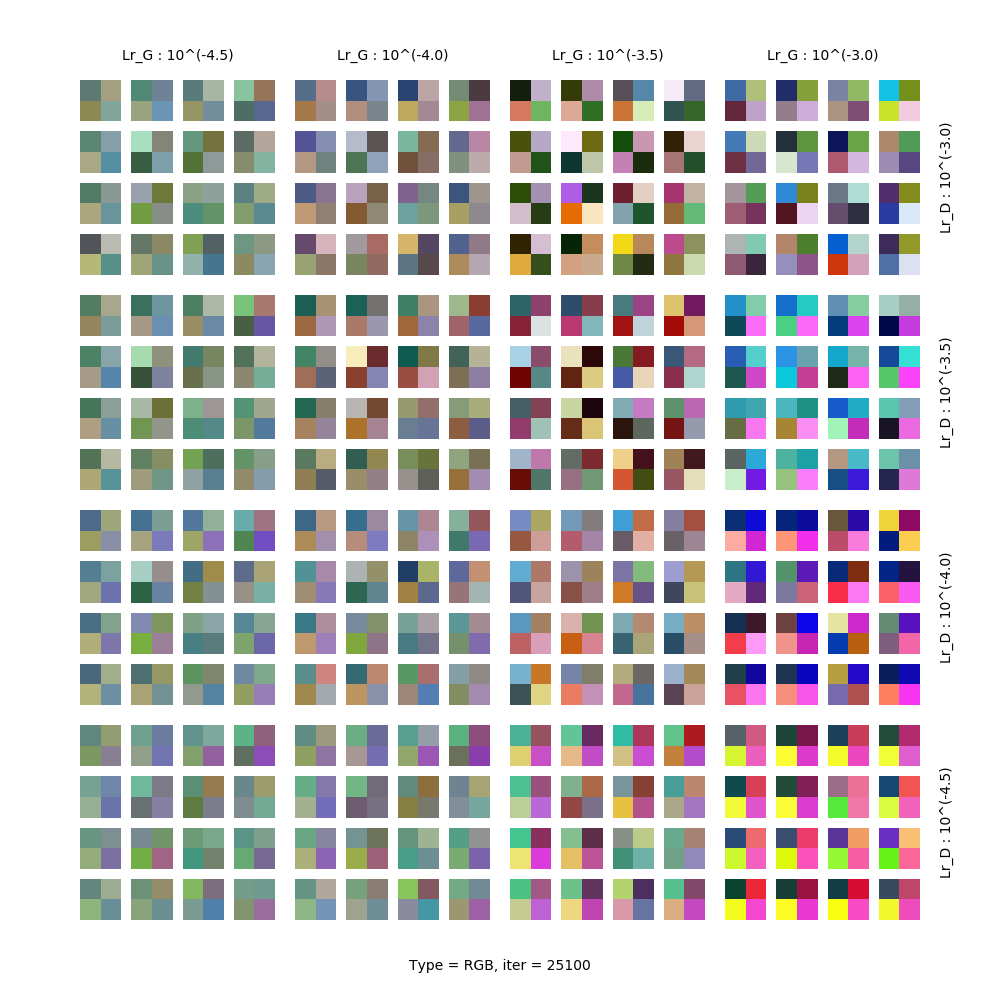 Lr_G : 10^(-4.5)
Lr_G : 10^(-4.0)
Lr_G : 10^(-3.5)
Lr_G : 10^(-3.0)
Lr_D : 10^(-3.0)
Lr_D : 10^(-3.5)
Lr_D : 10^(-4.0)
Lr_D : 10^(-4.5)
Type = RGB, iter = 25100